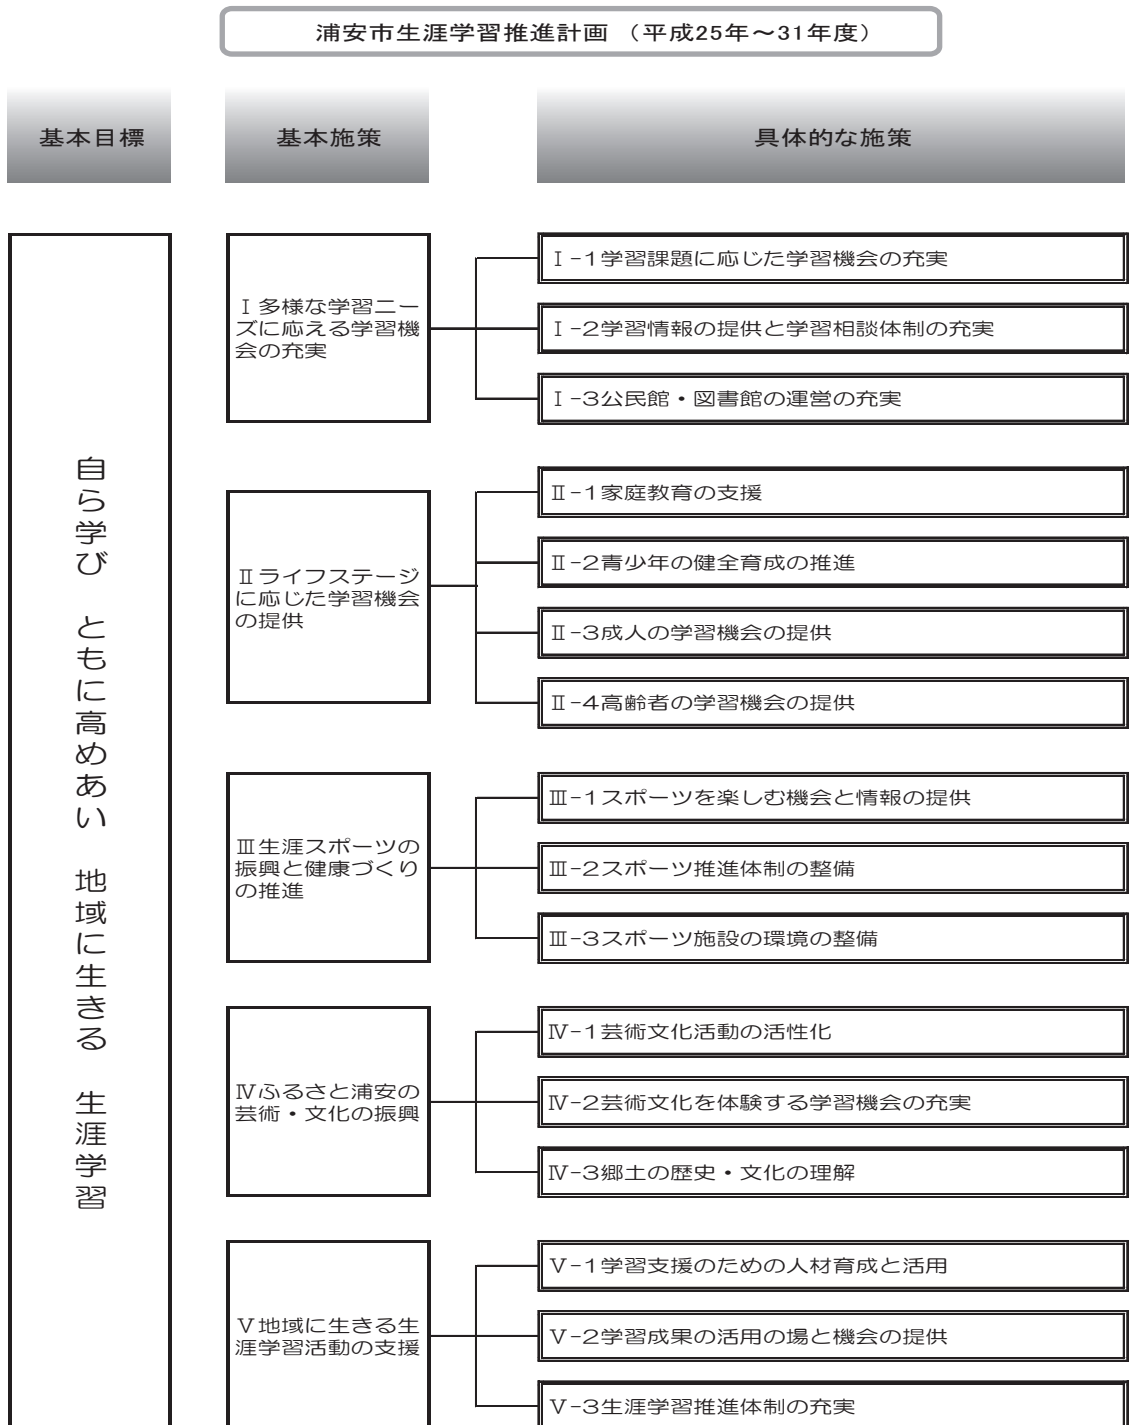 浦安市生涯学習推進計画 （平成25年～31年度）
基本目標
基本施策
具体的な施策
自ら学び ともに高めあい 地域に生きる 生涯学習
Ⅰ多様な学習ニー
ズに応える学習機
会の充実
Ⅰ-1学習課題に応じた学習機会の充実
Ⅰ-2学習情報の提供と学習相談体制の充実
Ⅰ-3公民館・図書館の運営の充実
Ⅱライフステージ
に応じた学習機会
の提供
Ⅱ-1家庭教育の支援
Ⅱ-2青少年の健全育成の推進
Ⅱ-3成人の学習機会の提供
Ⅱ-4高齢者の学習機会の提供
Ⅲ生涯スポーツの
振興と健康づくり
の推進
Ⅲ-1スポーツを楽しむ機会と情報の提供
Ⅲ-2スポーツ推進体制の整備
Ⅲ-3スポーツ施設の環境の整備
Ⅳふるさと浦安の
芸術・文化の振興
Ⅳ-1芸術文化活動の活性化
Ⅳ-2芸術文化を体験する学習機会の充実
Ⅳ-3郷土の歴史・文化の理解
Ⅴ地域に生きる生
涯学習活動の支援
Ⅴ-1学習支援のための人材育成と活用
Ⅴ-2学習成果の活用の場と機会の提供
Ⅴ-3生涯学習推進体制の充実